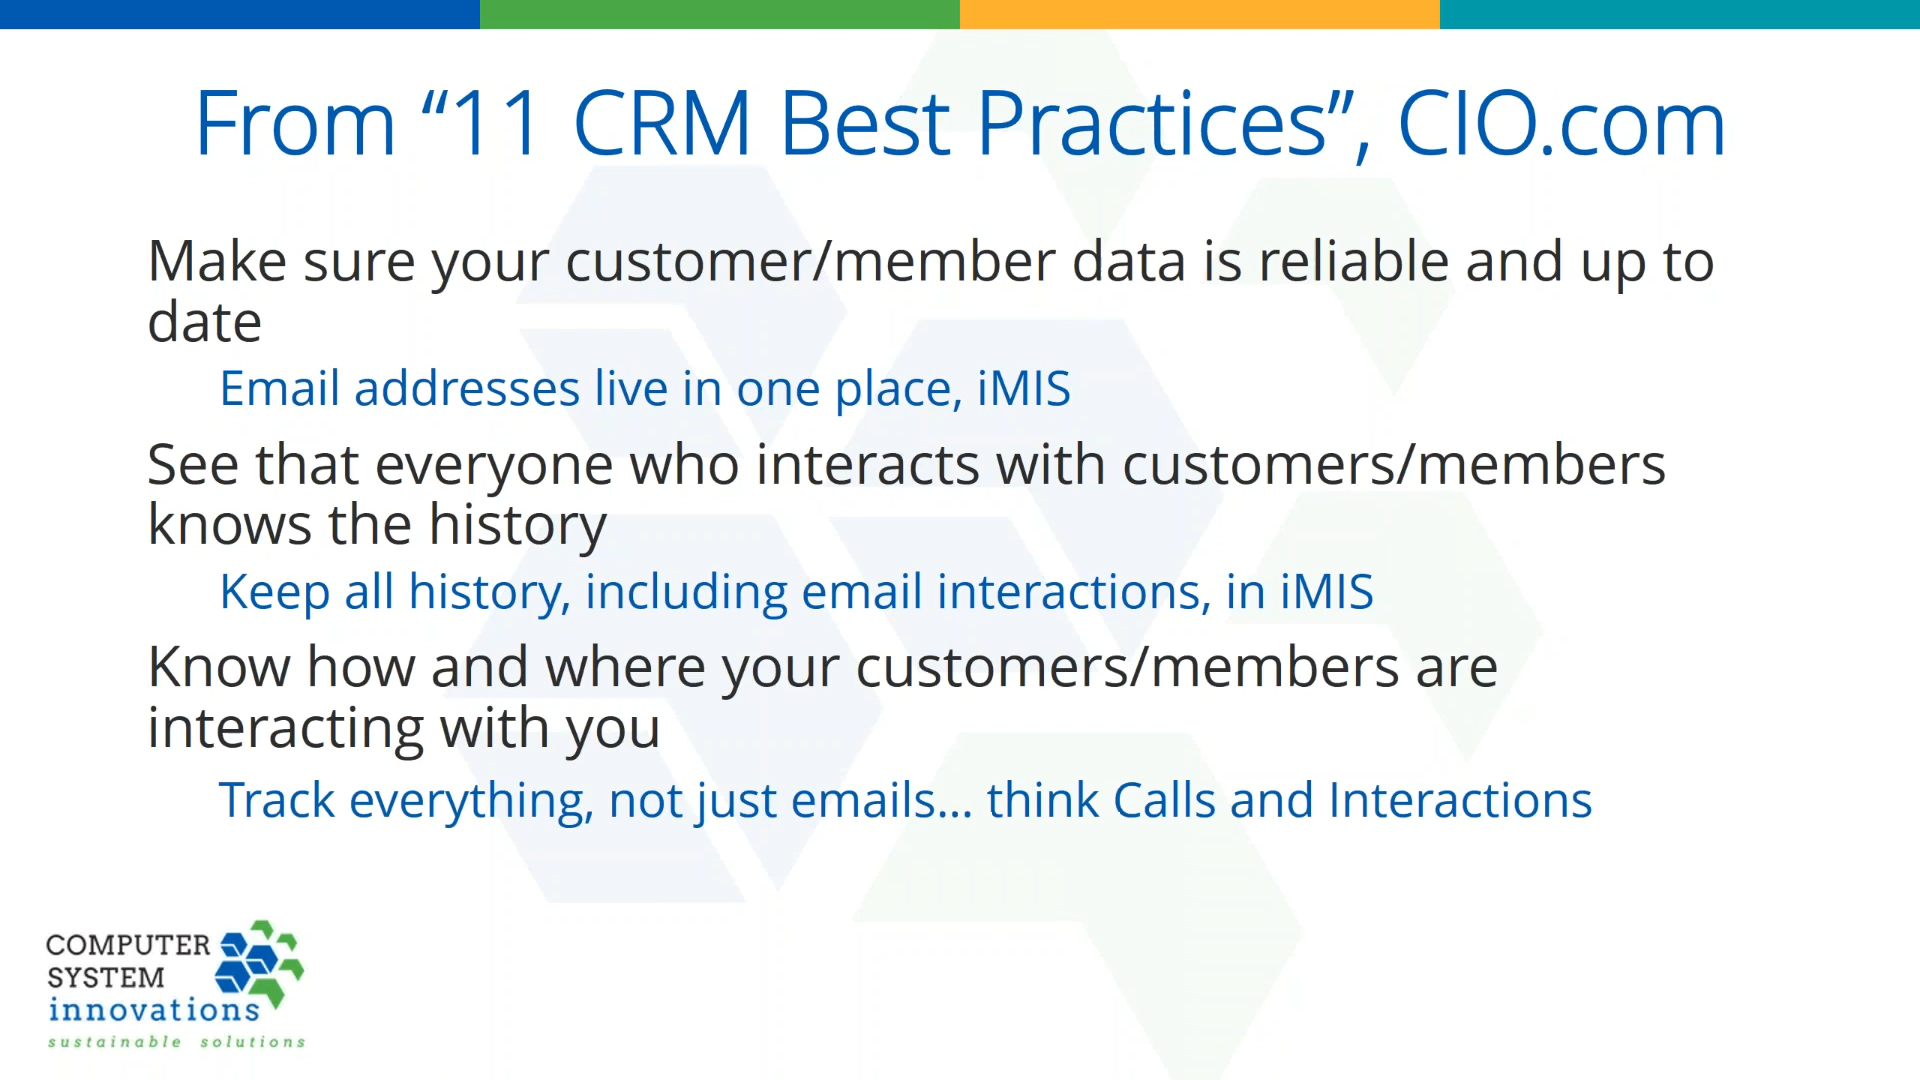 From “11 CRM Best Practices”, CIO.com
Make sure your customer/member data is reliable and up to
date
Email addresses live in one place, iMIS
See that everyone who interacts with customers/members
knows the history
Keep all history, including email interactions, in iMIS
Know how and where your customers/members are
interacting with you
Track everything, not just emails... think Calls and Interactions
COMPUTER
SYSTEM
innovations
sustainable solutions